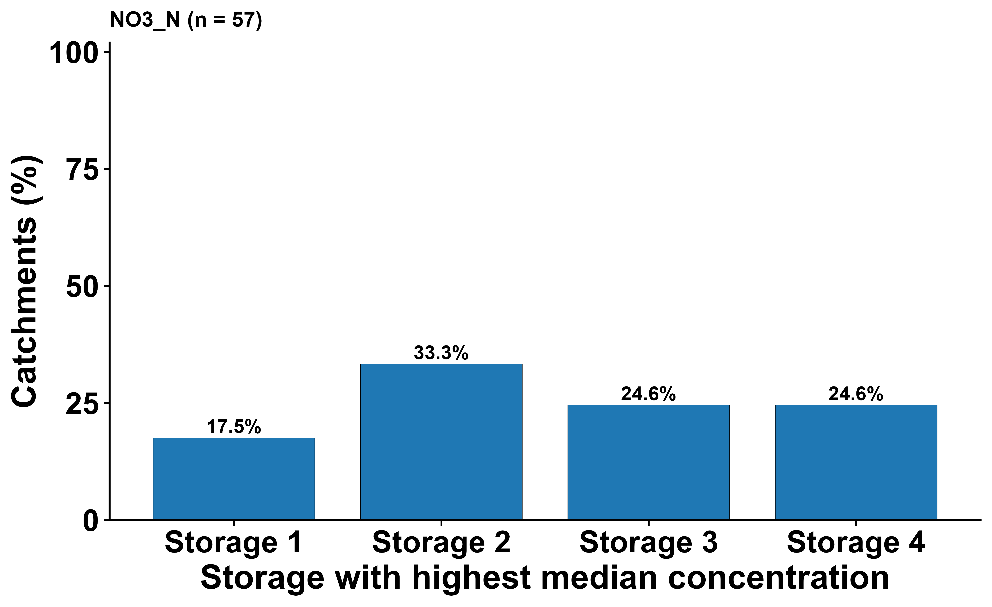 NO3_N (n = 57)
100
75
50
25
0
Catchments (%)
17.5%
33.3%
24.6%
24.6%
Storage 1
Storage 2
Storage 3
Storage 4
Storage with highest median concentration